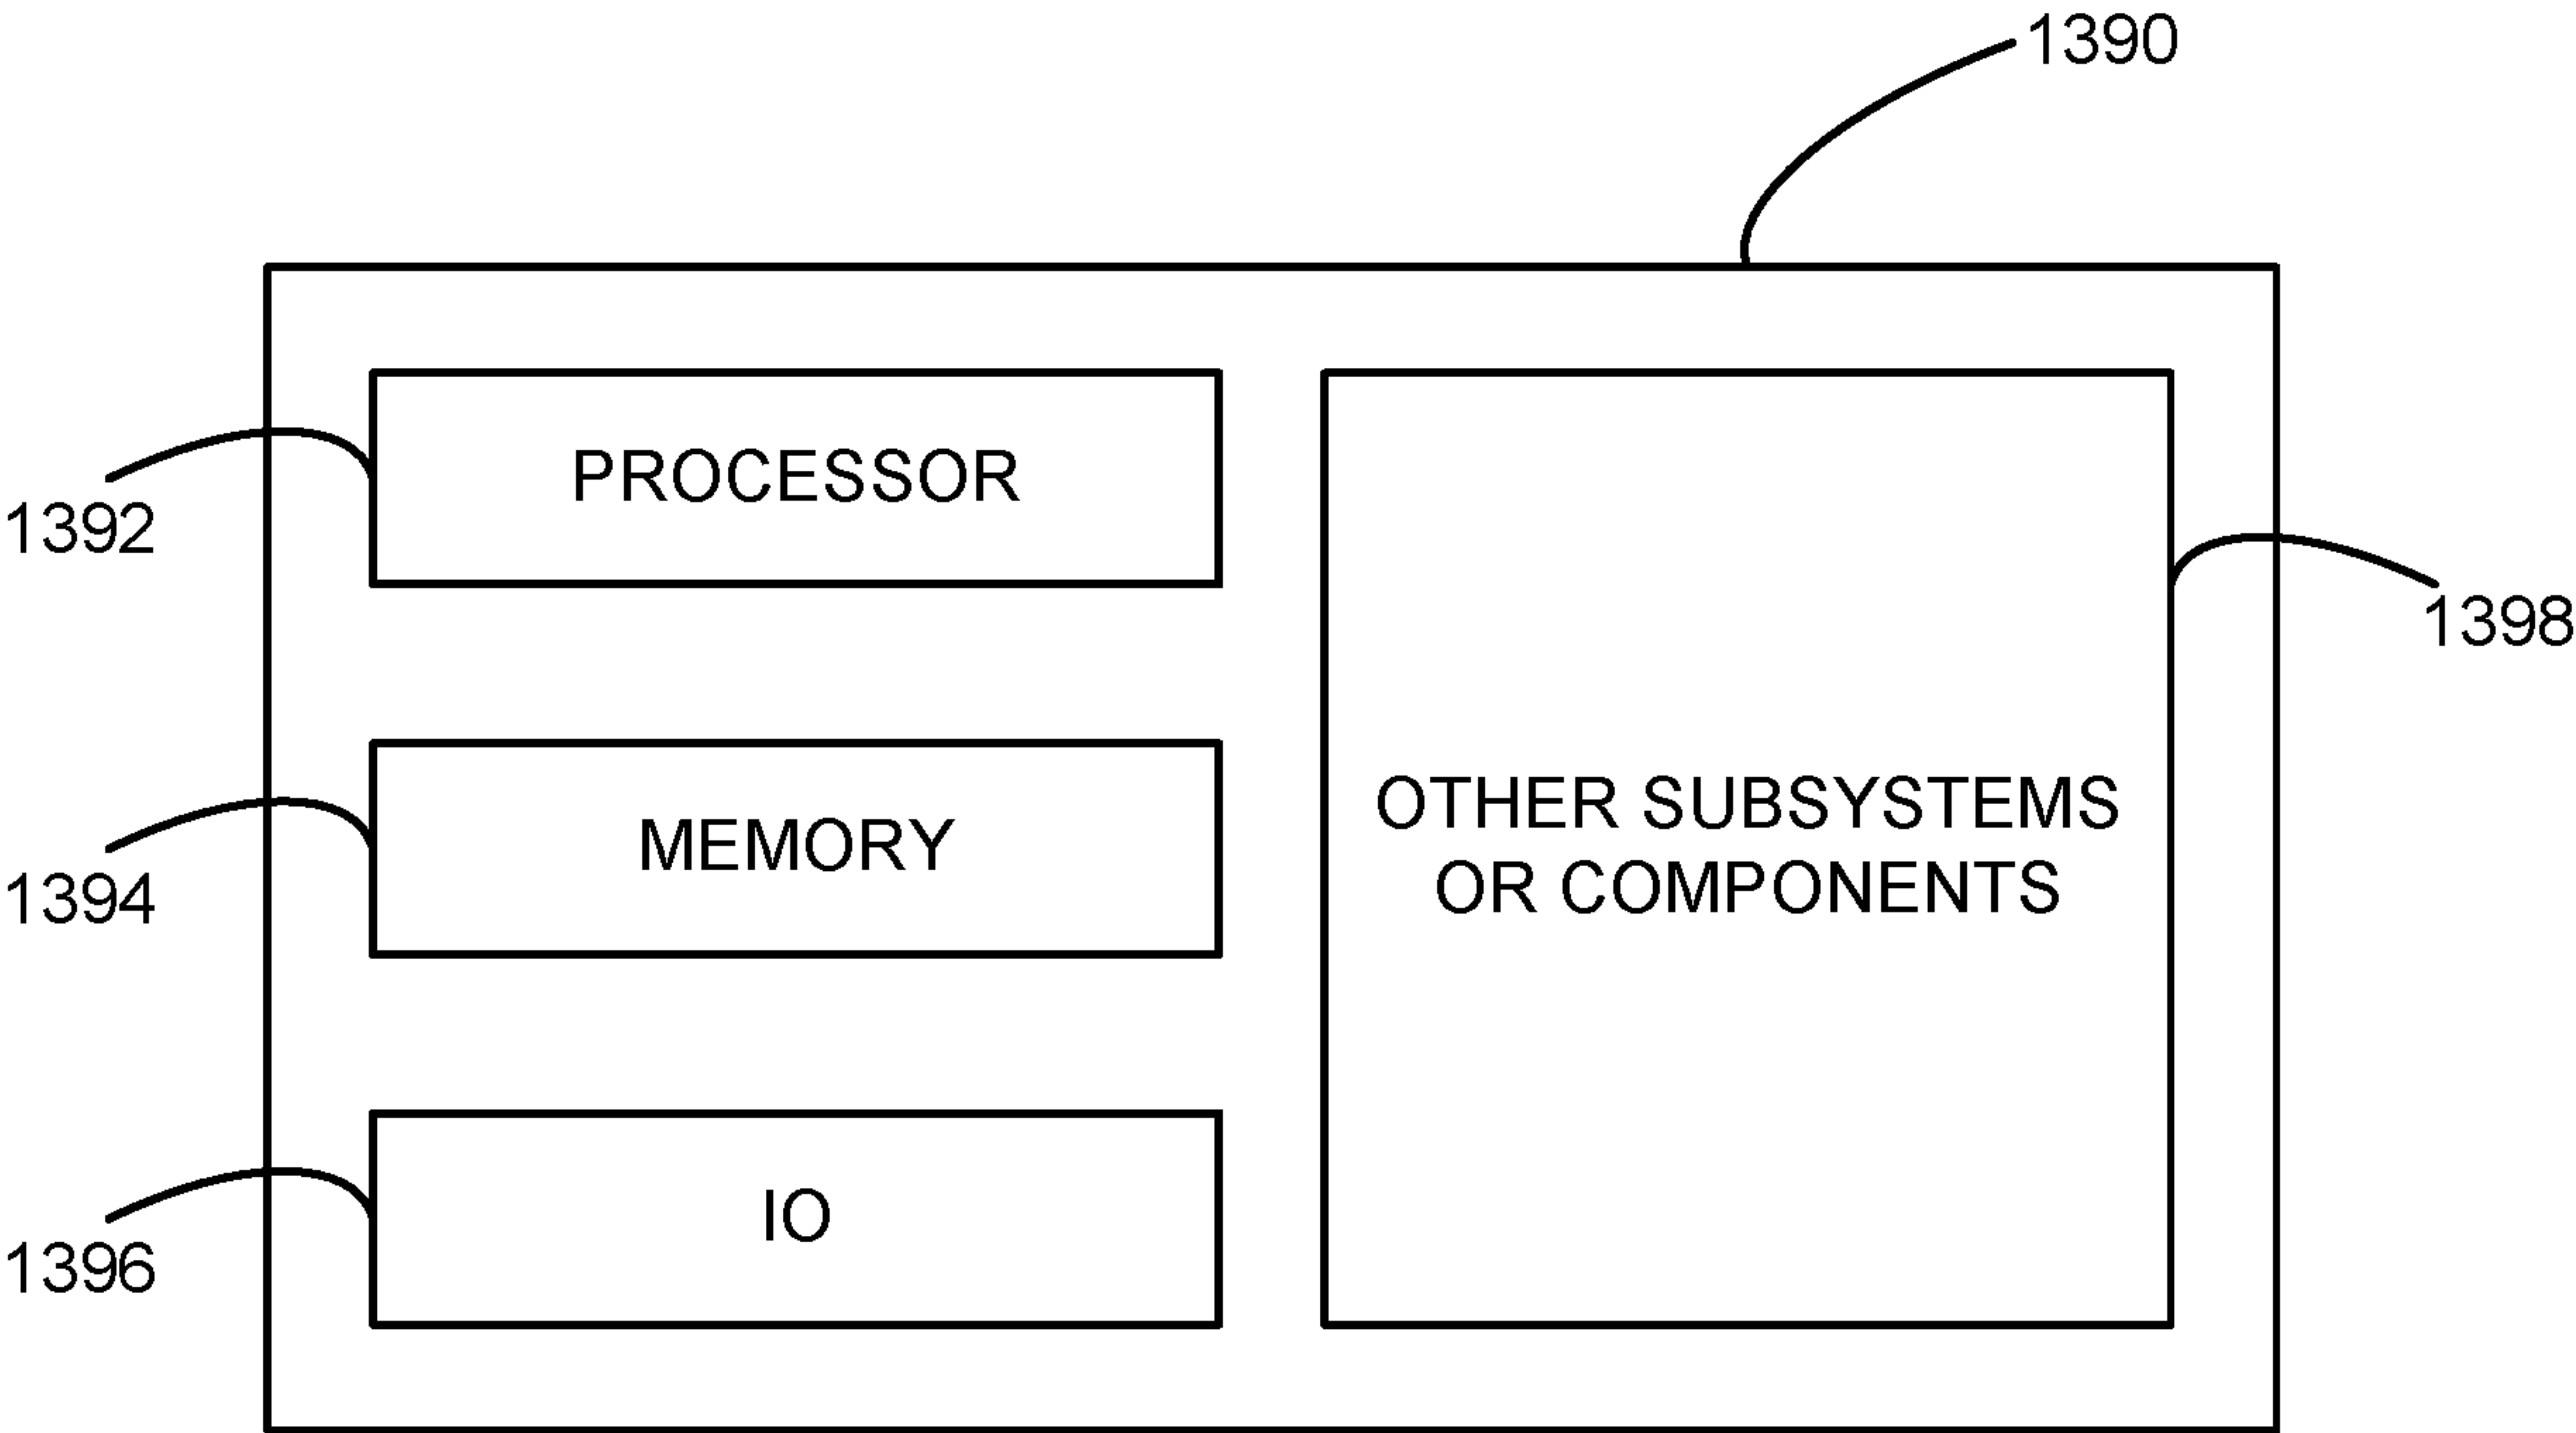 1390
PROCESSOR
1392
1398
MEMORY
OTHER SUBSYSTEMS
OR COMPONENTS
1394
IO
1396